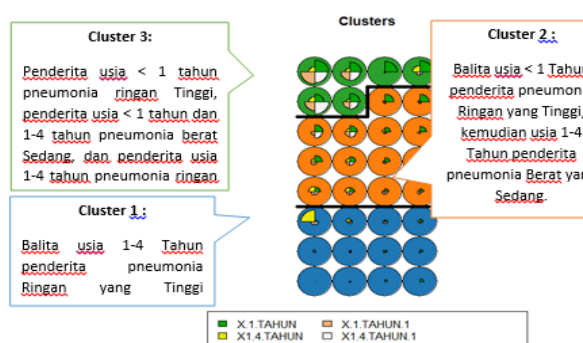 Clusters
Cluster 3:
Penderita usia < 1 tahun
pneumonia ringan Tinggi,
penderita usia < 1 tahun dan
1-4 tahun pneumonia berat
Sedang, dan penderita usia
1-4 tahun pneumonia ringan
Cluster 2 :
Balita usia < 1 Tahun
penderita pneumon
Ringan yang Tinggi,
kemudian usia 1-4
Tahun penderita
pneumonia Berat yan
Sedang.
Cluster 1 :
Balita usia 1-4 Tahun
penderita pneumonia
Ringan yang Tinggi
X.1.TAHUN X.1.TAHUN.1
X1.4.TAHUN X1.4.TAHUN.1